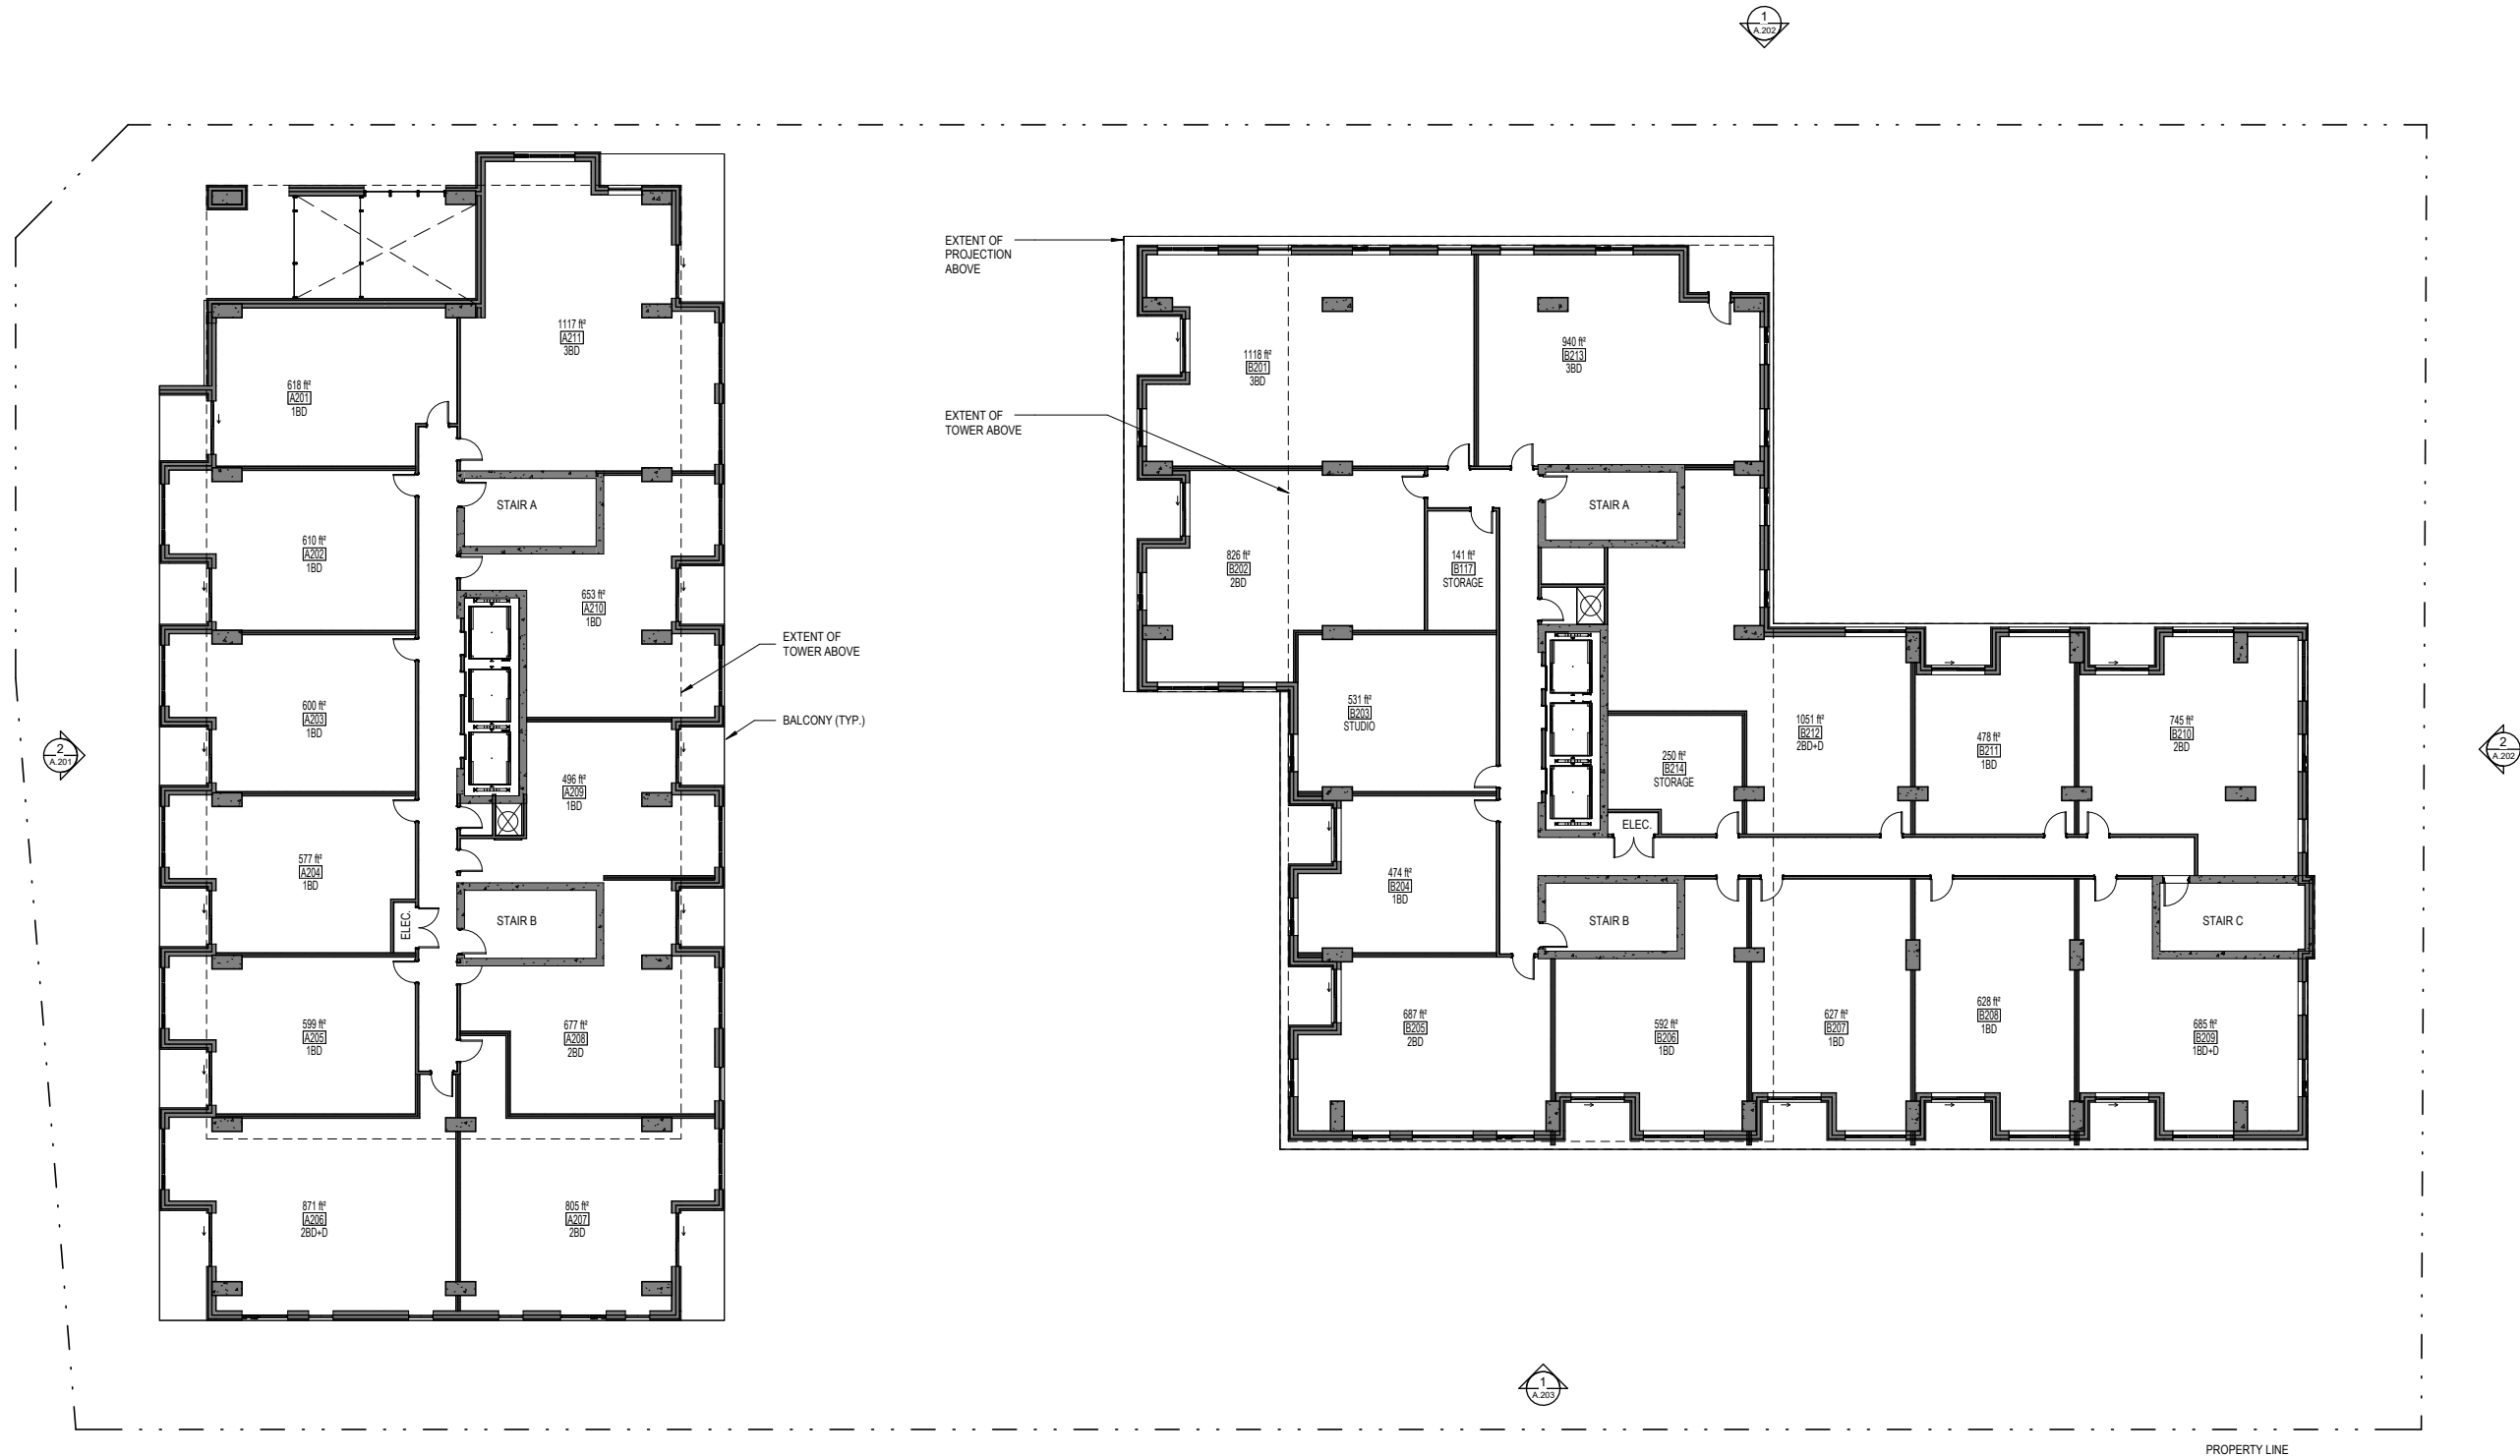 1
A.202
EXTENT OF
PROJECTION
ABOVE
1117 ft²
A211
3BD
618 ft²
A201
1BD
1118 ft²
B201
3BD
940 ft²
B213
3BD
EXTENT OF
TOWER ABOVE
STAIR A
STAIR A
610 ft²
A202
1BD
653 ft²
A210
1BD
826 ft²
B202
2BD
141 ft²
B117
STORAGE
EXTENT OF
TOWER ABOVE
BALCONY (TYP.)
600 ft²
A203
1BD
531 ft²
B203
STUDIO
1051 ft²
B212
2BD+D
478 ft²
B211
1BD
745 ft²
B210
2BD
2
A.201
2
A.202
250 ft²
B214
STORAGE
496 ft²
A209
1BD
ELEC.
577 ft²
A204
1BD
474 ft²
B204
1BD
ELEC.
STAIR B
STAIR B
STAIR C
599 ft²
A205
1BD
677 ft²
A208
2BD
687 ft²
B205
2BD
592 ft²
B206
1BD
627 ft²
B207
1BD
628 ft²
B208
1BD
685 ft²
B209
1BD+D
871 ft²
A206
2BD+D
805 ft²
A207
2BD
1
A.203
PROPERTY LINE